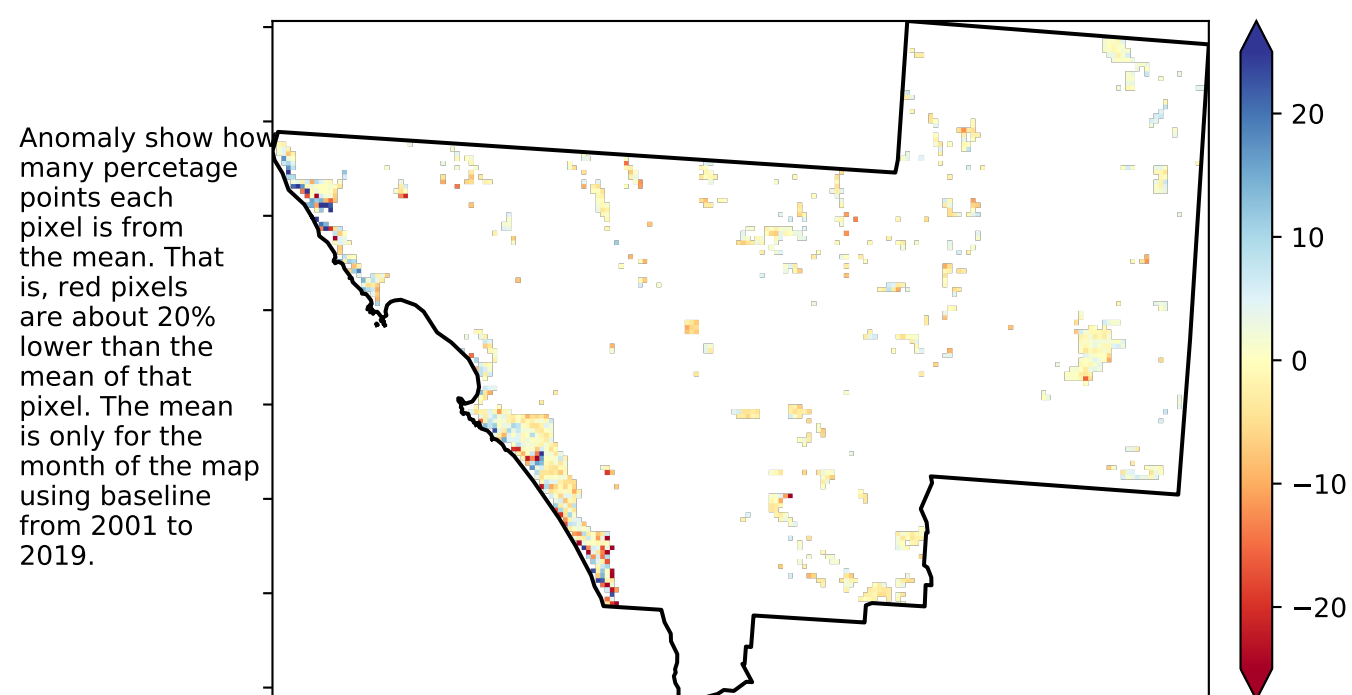 Anomaly show how
many percetage
points each
pixel is from
the mean. That
is, red pixels
are about 20%
lower than the
mean of that
pixel. The mean
is only for the
month of the map
using baseline
from 2001 to
2019.
20
10
0
−10
−20